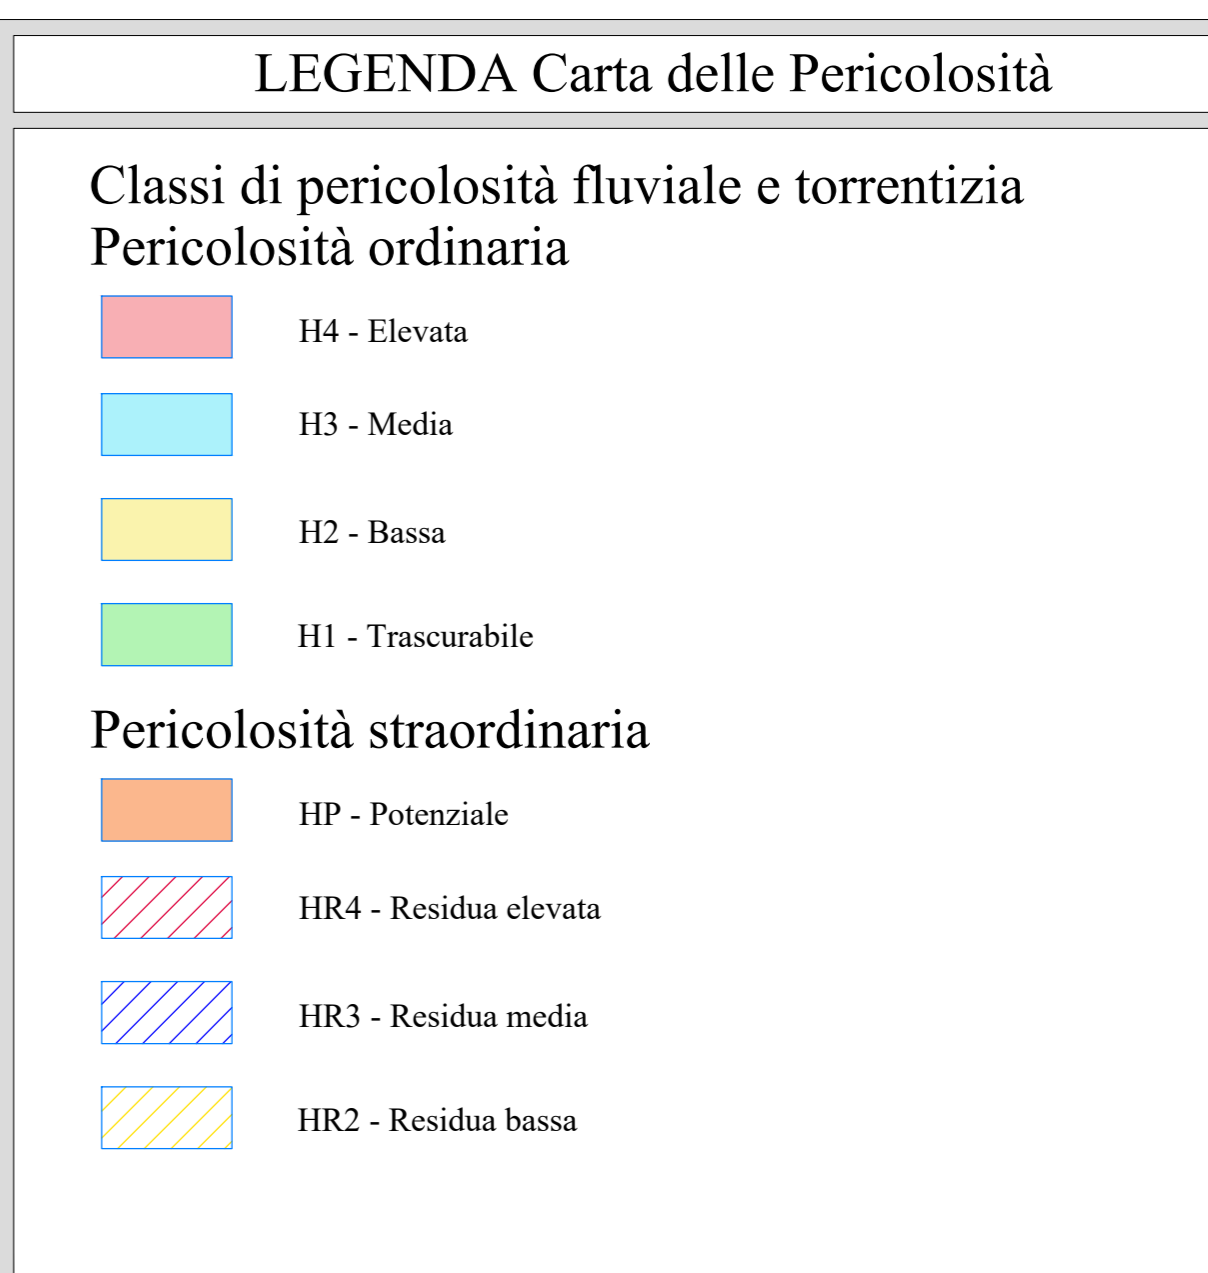 LEGENDA Carta delle Pericolosità
Classi di pericolosità fluviale e torrentizia
Pericolosità ordinaria
H4 - Elevata
H3 - Media
H2 - Bassa
H1 - Trascurabile
Pericolosità straordinaria
HP - Potenziale
HR4 - Residua elevata
HR3 - Residua media
HR2 - Residua bassa